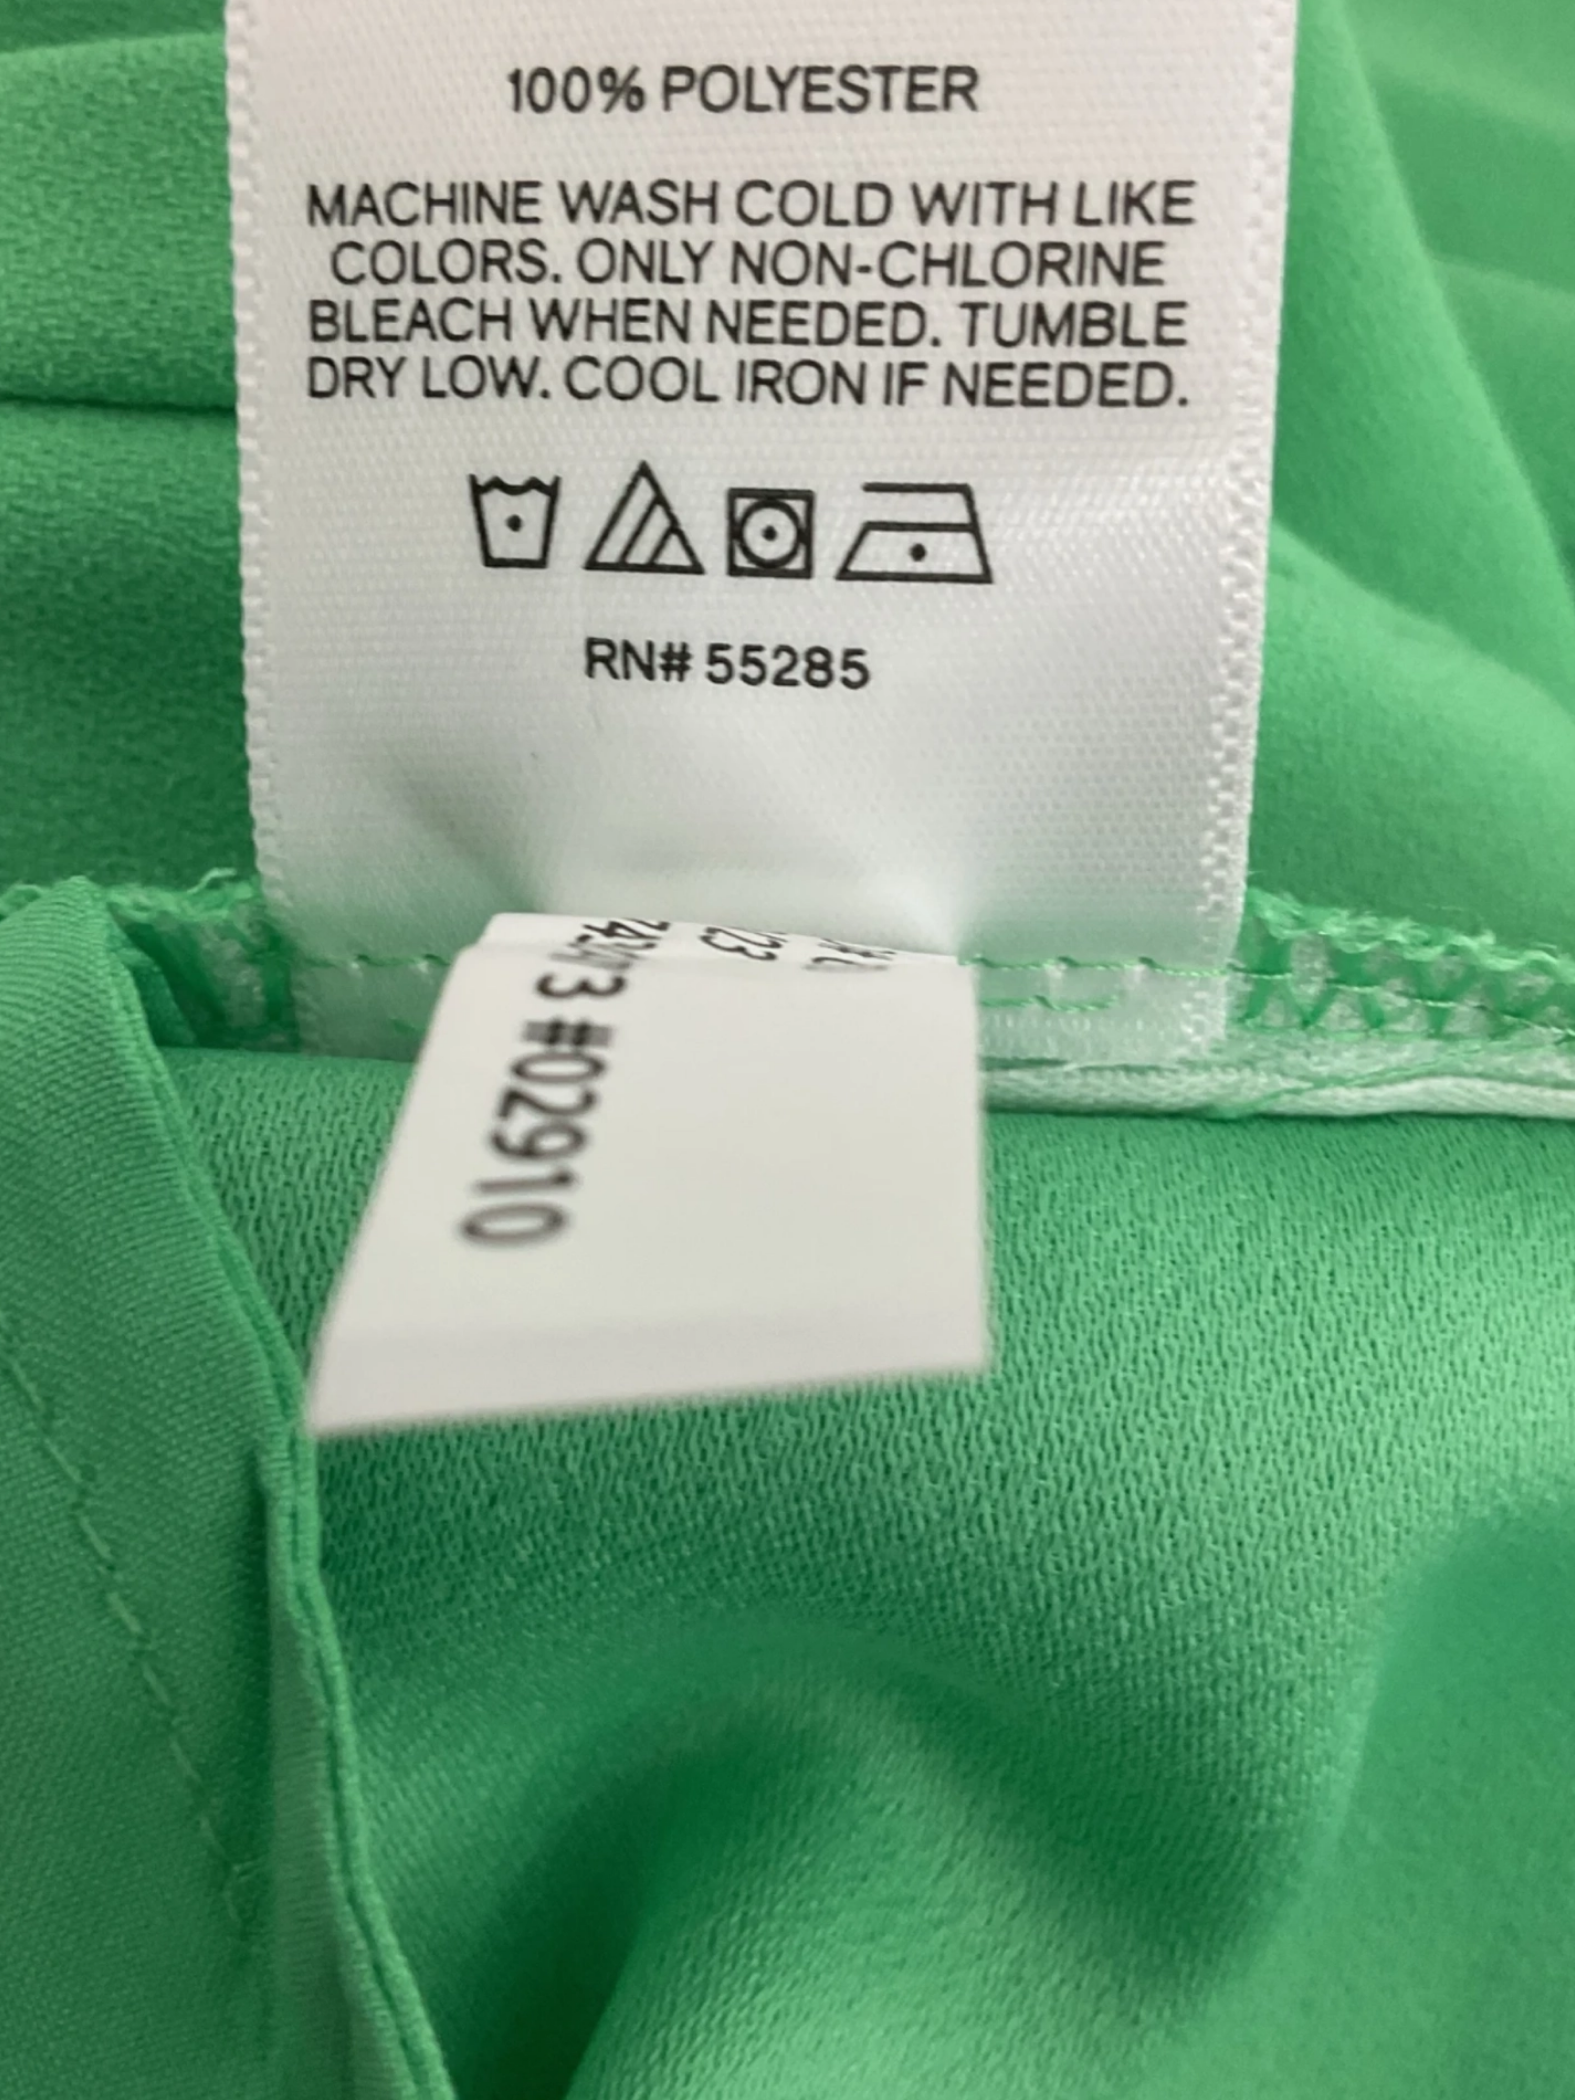 100% POLYESTER
MACHINE WASH COLD WITH LIKE
COLORS. ONLY NON-CHLORINE
BLEACH WHEN NEEDED. TUMBLE
DRY LOW. COOL IRON IF NEEDED.
RN# 55285
#02910